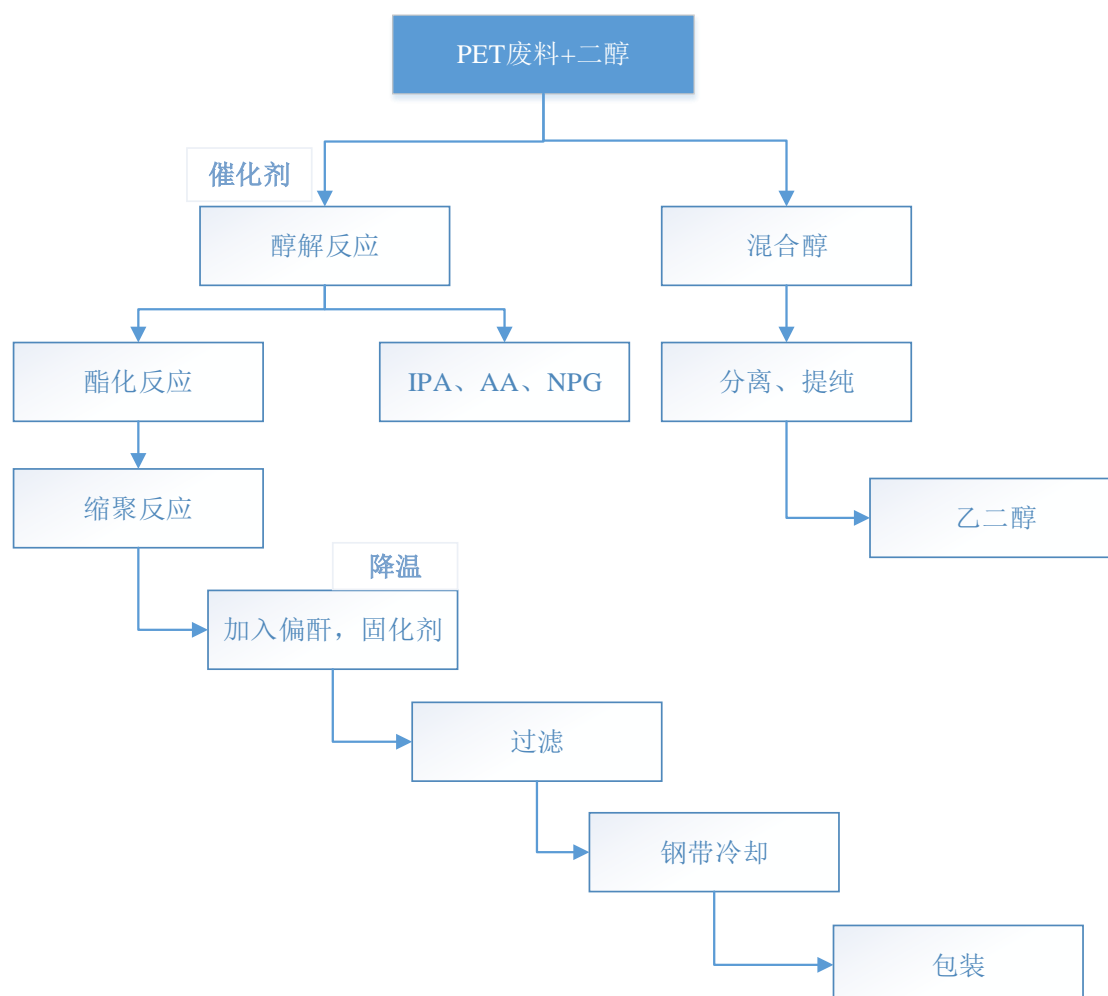 PET废料+二醇
催化剂
醇解反应
混合醇
酯化反应
IPA、AA、NPG
分离、提纯
缩聚反应
乙二醇
降温
加入偏酐，固化剂
过滤
钢带冷却
包装